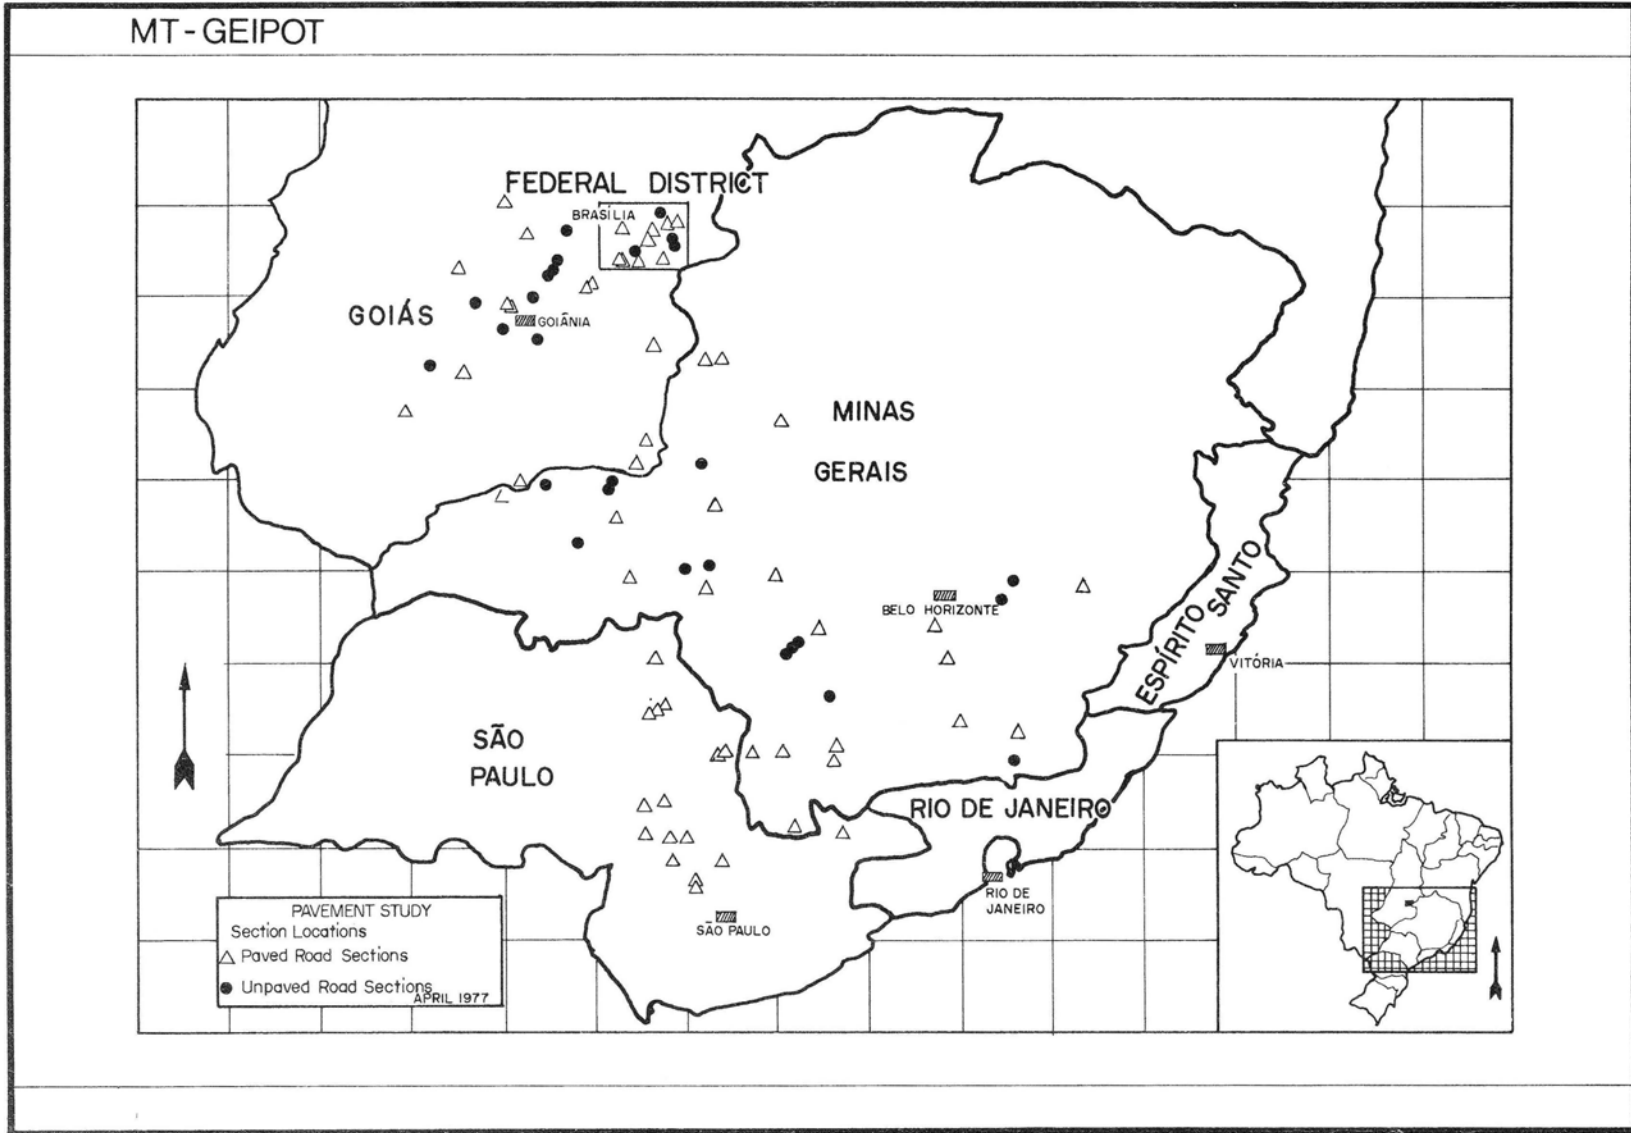 MT-GEIPOT
FEDERAL DISTRICT
BRASÍLIA
GOIÁS
GOIÂNIA
MINAS
GERAIS
BELO HORIZONTE
ESPÍRITO SANTO
VITÓRIA
SÃO
PAULO
RIO DE JANEIRO
RIO DE
JANEIRO
SÃO PAULO
PAVEMENT STUDY
Section Locations
Paved Road Sections
Unpaved Road Sections
APRIL 1977